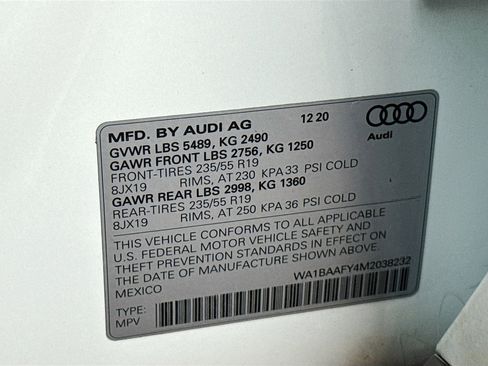 MFD. BY AUDI AG 12 20
GVWR LBS 5489, KG 2490
GAWR FRONT LBS 2756, KG 1250
FRONT-TIRES 235/55 R19
8JX19 RIMS, AT 230 KPA 33 PSI COLD
GAWR REAR LBS 2998, KG 1360
REAR-TIRES 235/55 R19
8JX19 RIMS, AT 250 KPA 36 PSI COLD
Audi
THIS VEHICLE CONFORMS TO ALL APPLICABLE
U.S. FEDERAL MOTOR VEHICLE SAFETY AND
THEFT PREVENTION STANDARDS IN EFFECT ON
THE DATE OF MANUFACTURE SHOWN ABOVE.
MEXICO
WA1BAAFY4M2038232
TYPE:
MPV